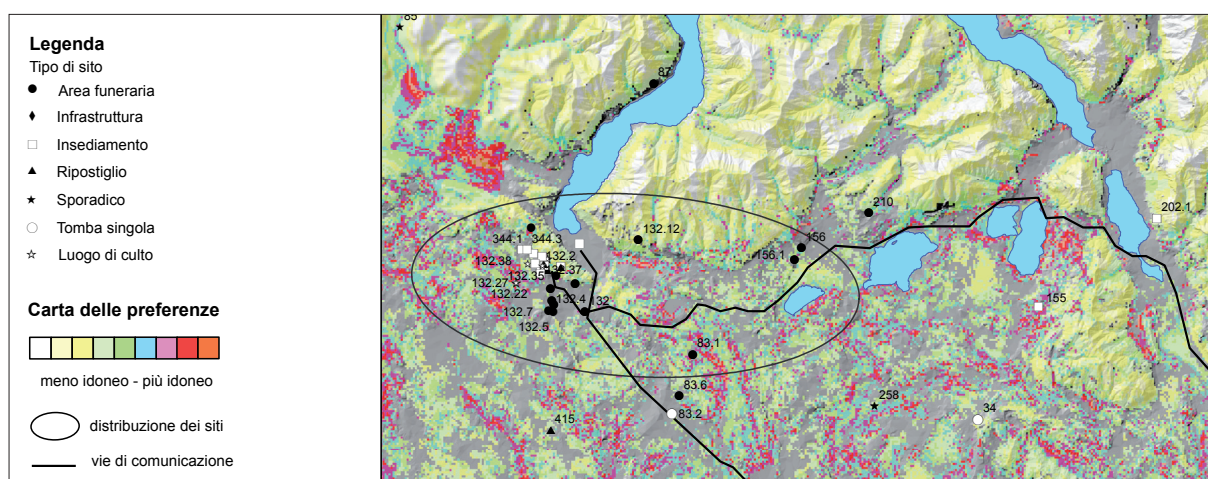 Legenda
Tipo di sito
Area funeraria
Infrastruttura
Insediamento
Ripostiglio
Sporadico
Tomba singola
Luogo di culto
Carta delle preferenze
meno idoneo - più idoneo
distribuzione dei siti
vie di comunicazione
85
87
210
202.1
344.1 344.3
132.12
156
132.2
132.38
132.37
156.1
132.35
132.27
132.22
132.4
132
155
132.7
132.5
83.1
83.6
258
83.2
34
415